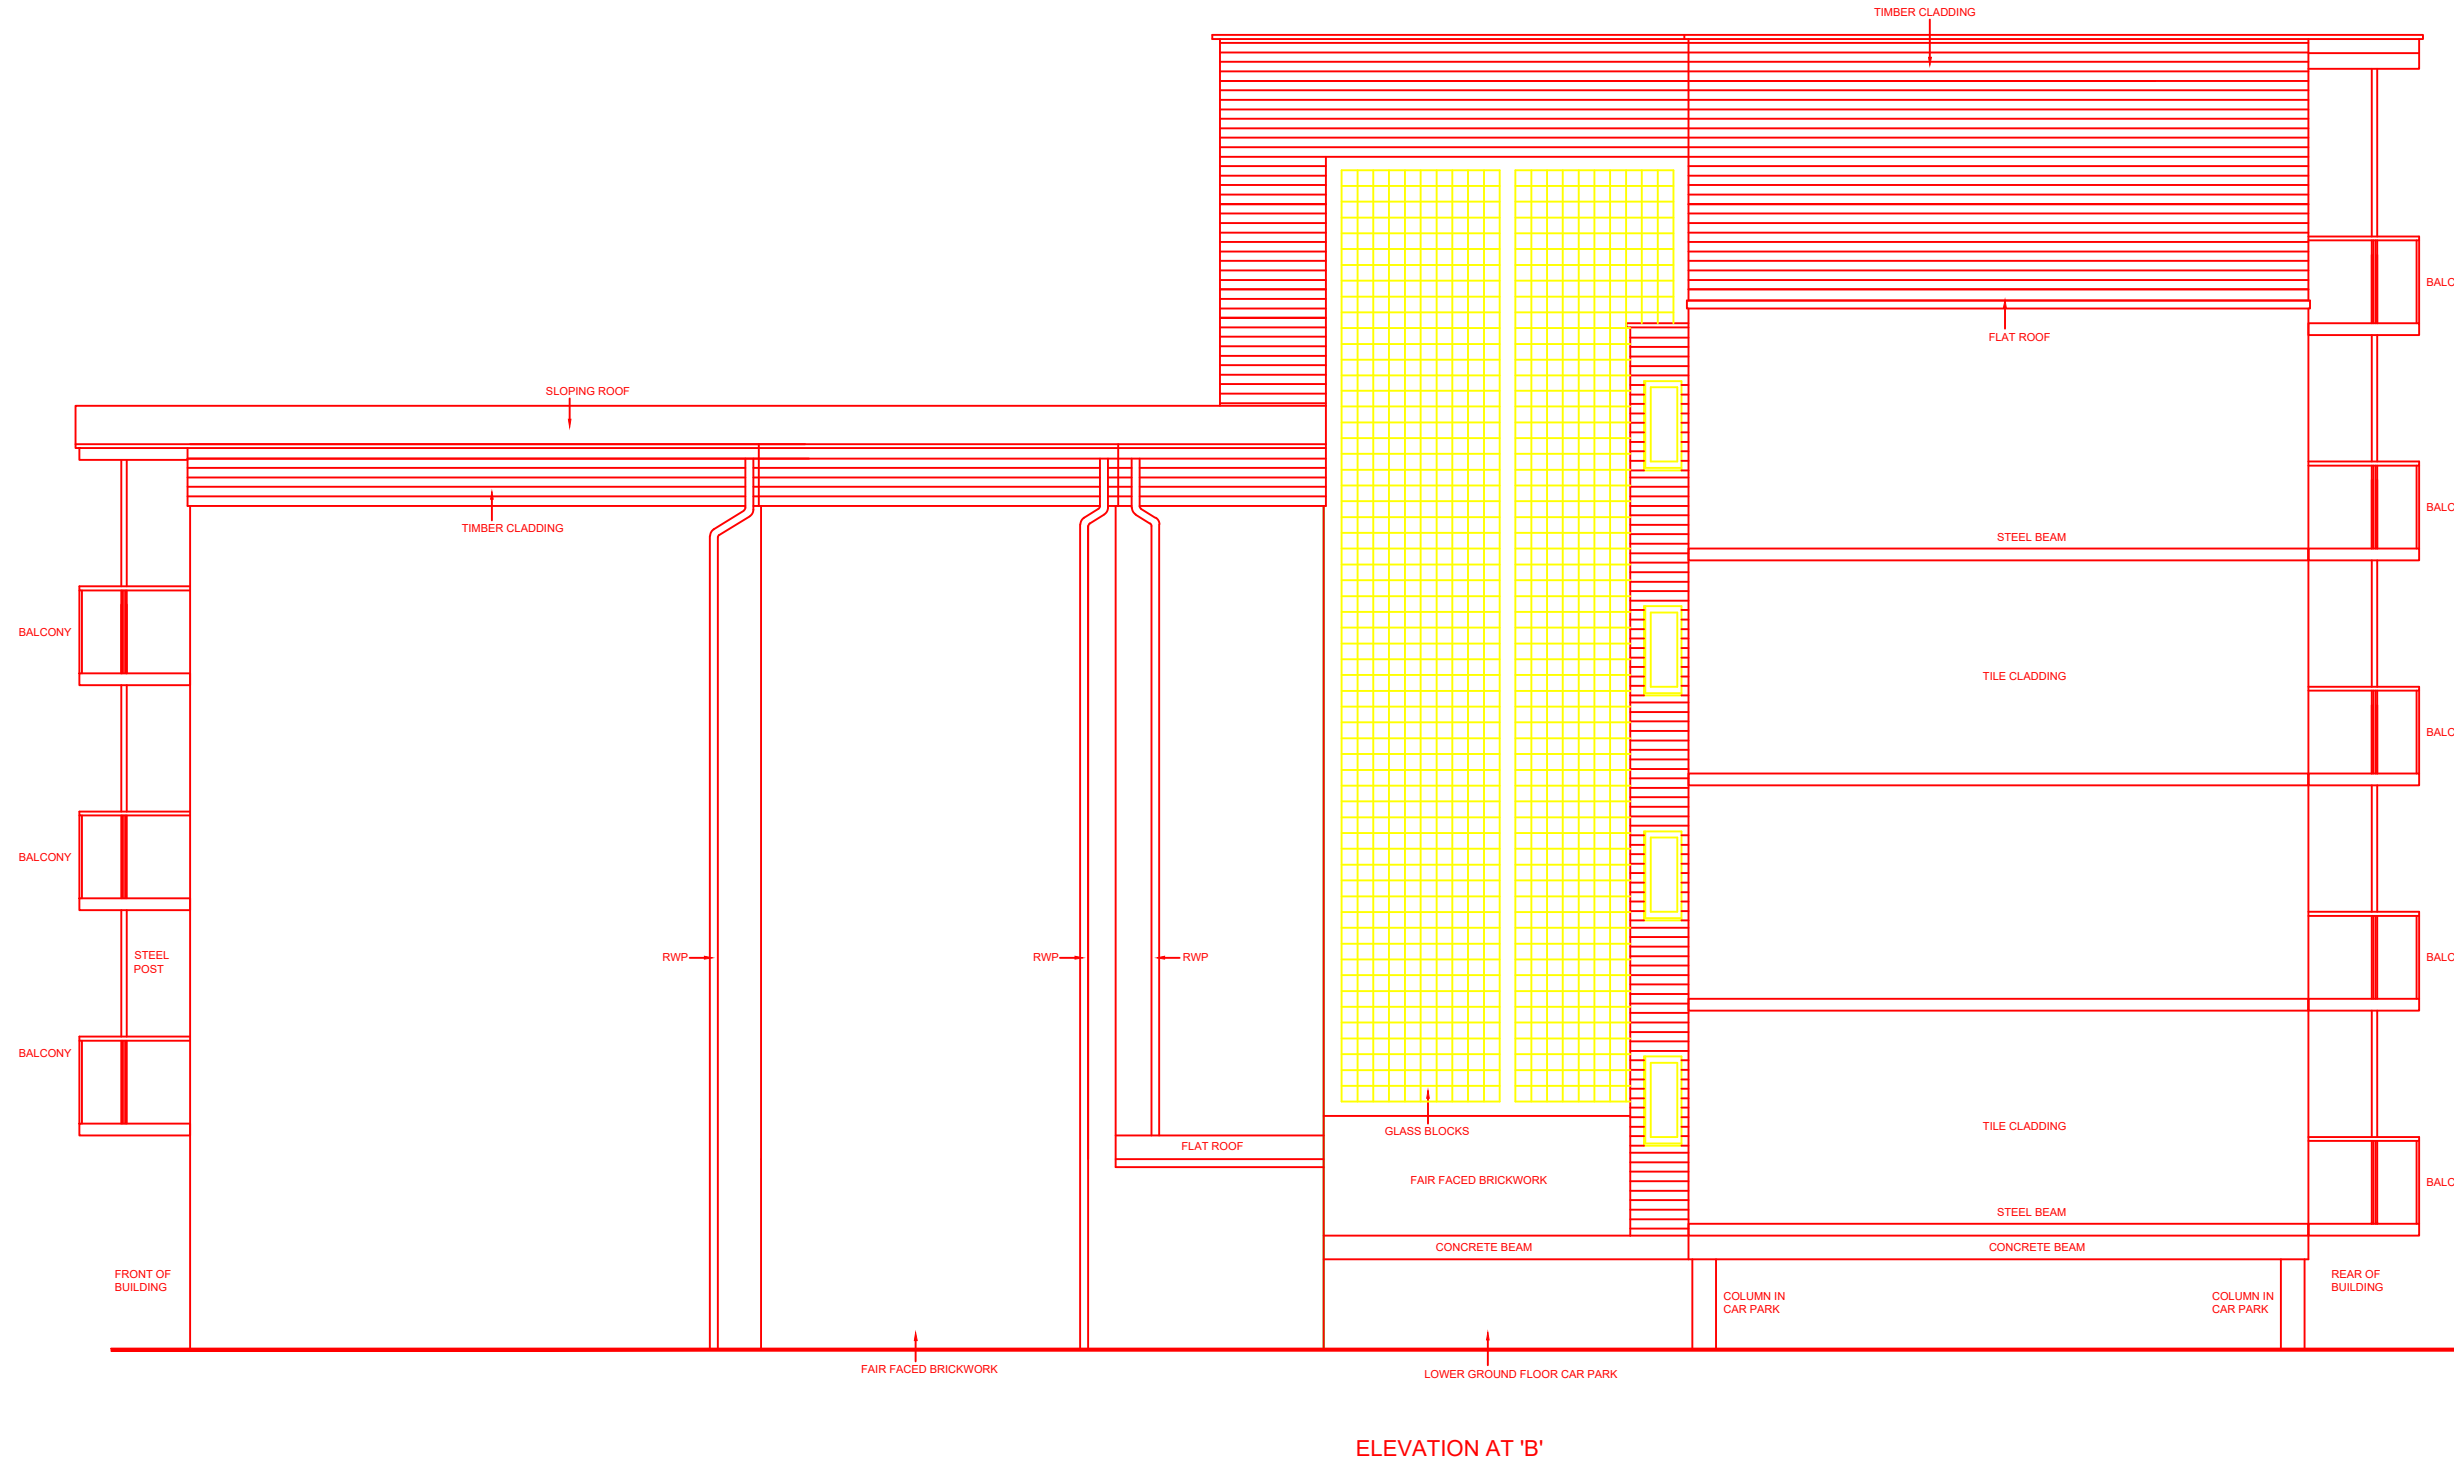 TIMBER CLADDING
BALC
FLAT ROOF
SLOPING ROOF
TIMBER CLADDING
BALC
STEEL BEAM
BALCONY
TILE CLADDING
BALC
BALCONY
STEEL
POST
RWP
RWP
RWP
BALC
BALCONY
GLASS BLOCKS
TILE CLADDING
FLAT ROOF
FAIR FACED BRICKWORK
BALC
STEEL BEAM
CONCRETE BEAM
CONCRETE BEAM
FRONT OF
BUILDING
COLUMN IN
CAR PARK
COLUMN IN
CAR PARK
REAR OF
BUILDING
FAIR FACED BRICKWORK
LOWER GROUND FLOOR CAR PARK
ELEVATION AT 'B'